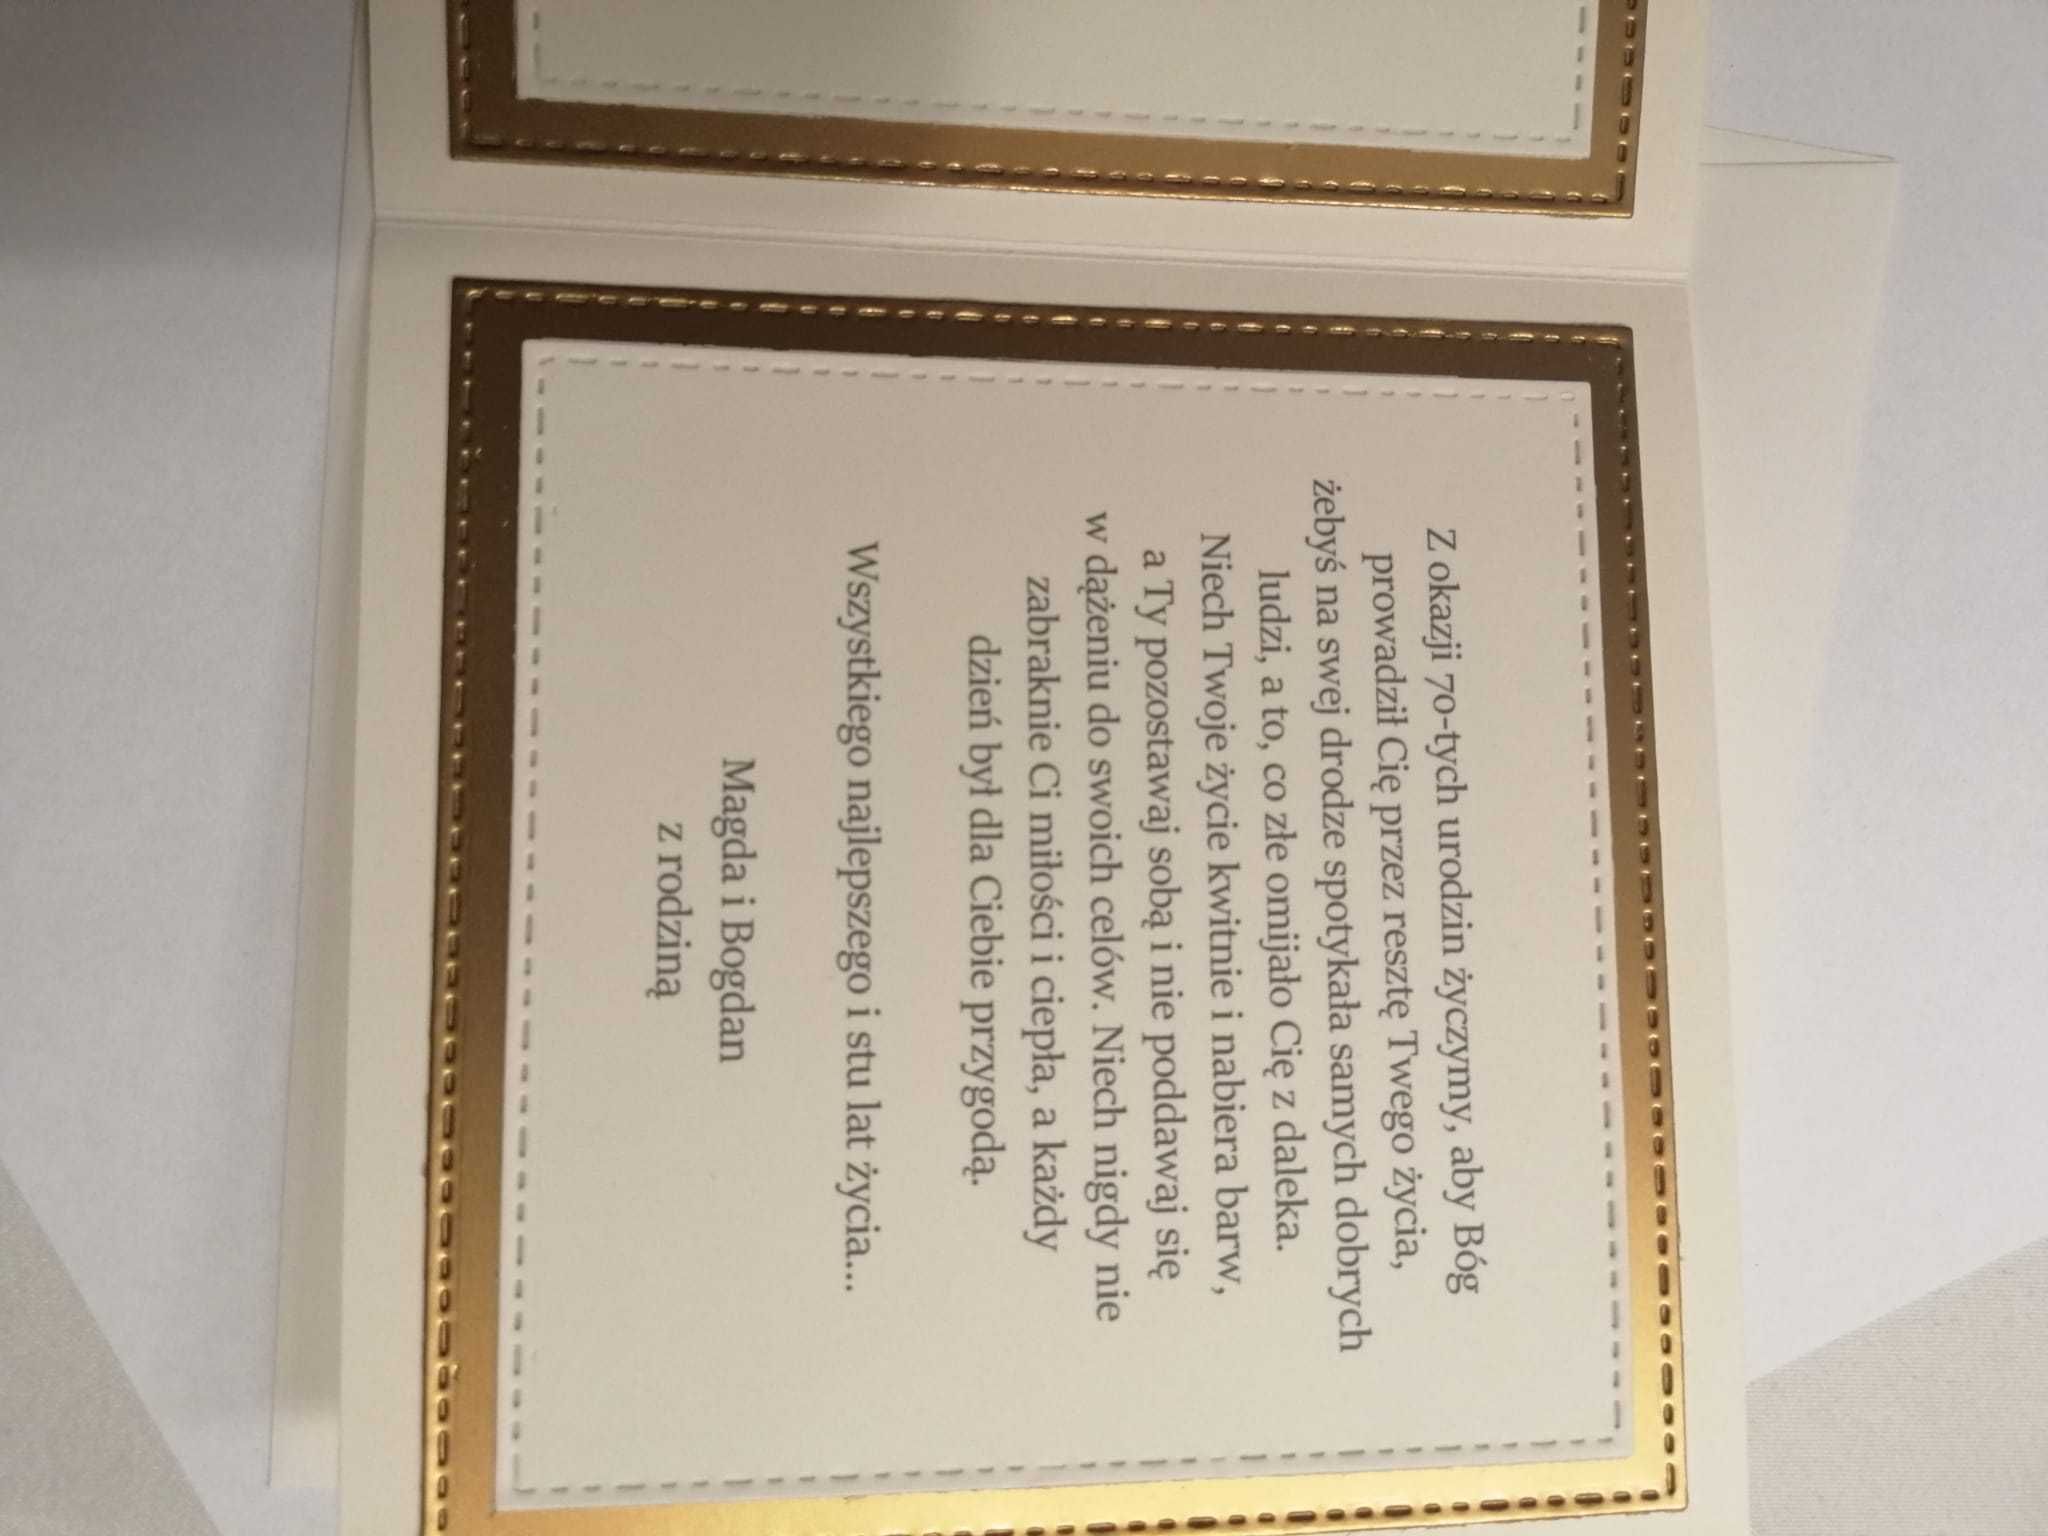 Z okazji 70-tych urodzin życzymy, aby Bóg
prowadził Cię przez resztę Twego życia,
żebyś na swej drodze spotykała samych dobrych
ludzi, a to, co złe omijało Cię z daleka.
Niech Twoje życie kwitnie i nabiera barw,
a Ty pozostawaj sobą i nie poddawaj się
w dążeniu do swoich celów. Niech nigdy nie
zabraknie Ci miłości i ciepła, a każdy
dzień był dla Ciebie przygodą.
Wszystkiego najlepszego i stu lat życia...
Magda i Bogdan
z rodziną